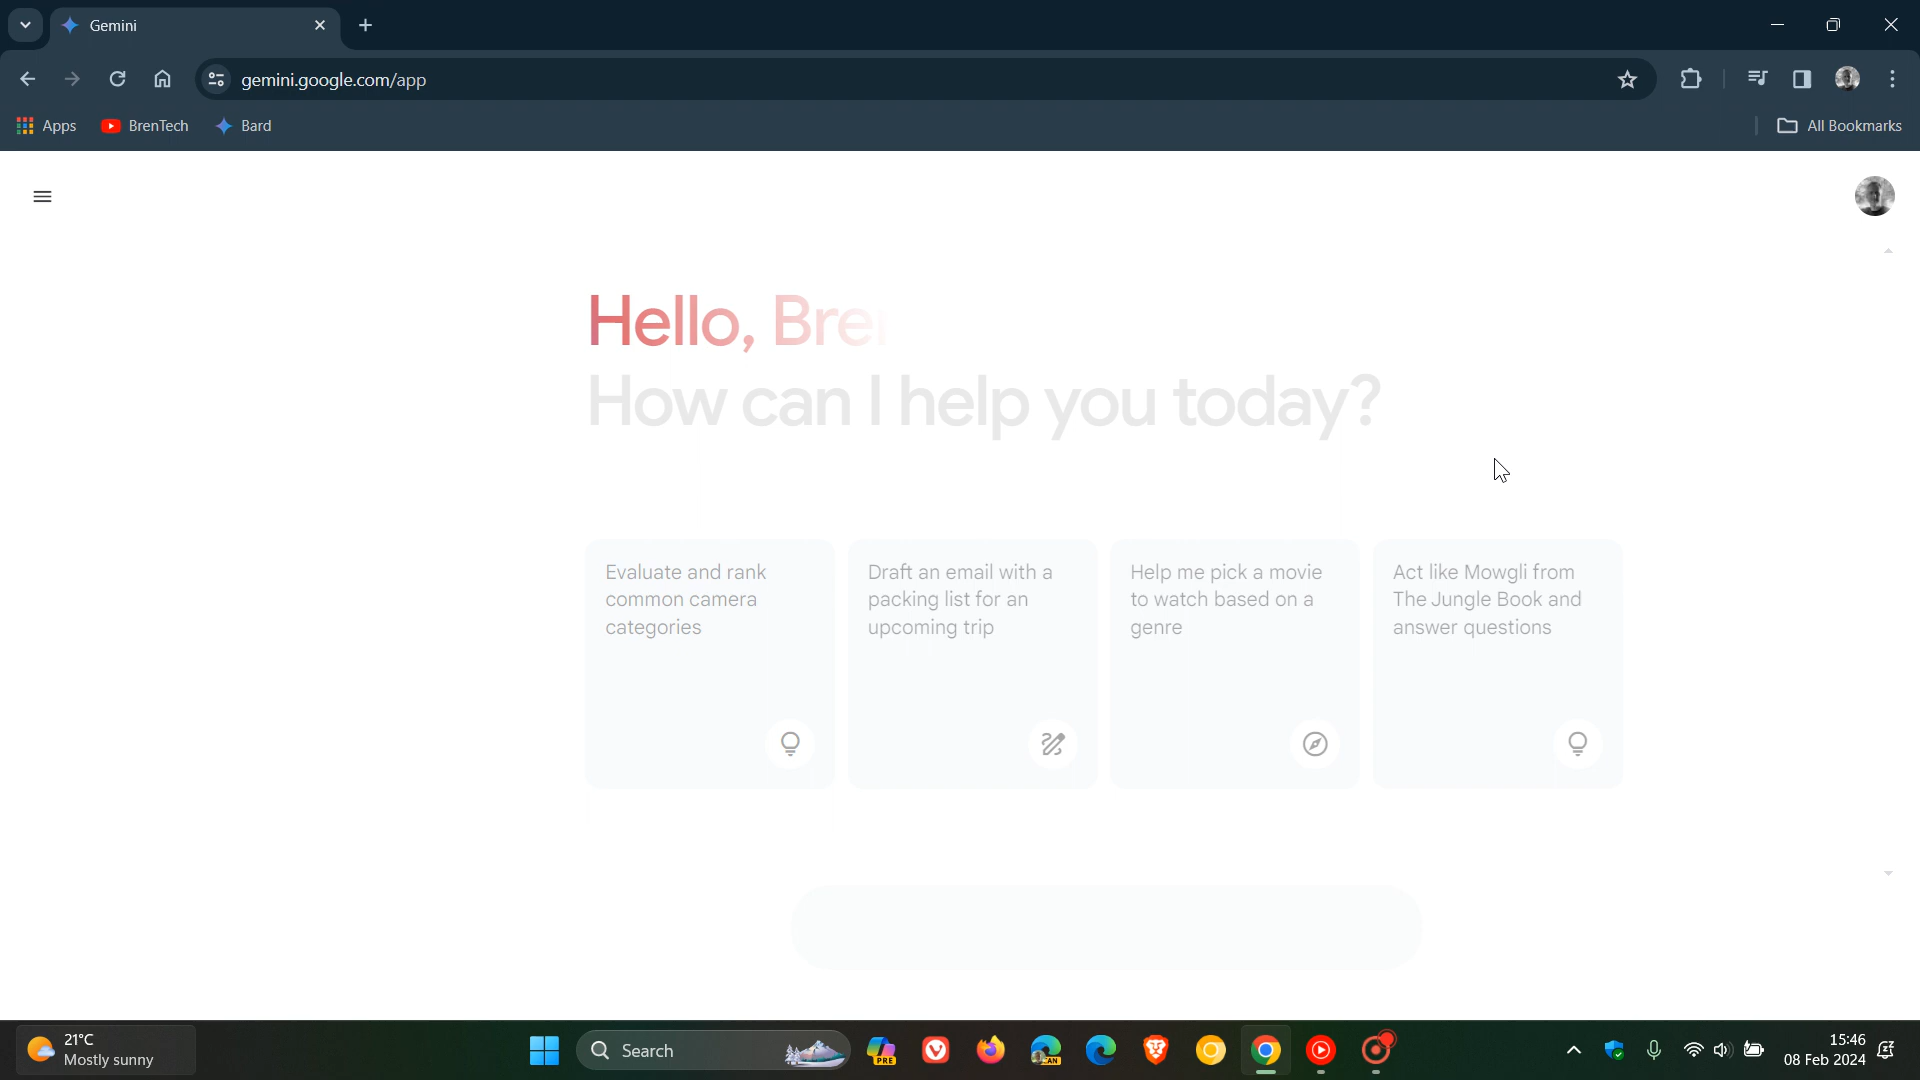 Gemini
gemini.google.com/app
Apps
BrenTech
Bard
All Bookmarks
Hello, Bren
How can I help you today?
Evaluate and rank
common camera
categories
Draft an email with a
packing list for an
upcoming trip
Help me pick a movie
to watch based on a
genre
Act like Mowgli from
The Jungle Book and
answer questions
21°C
Mostly sunny
Search
PRE
CAN
15:46
08 Feb 2024